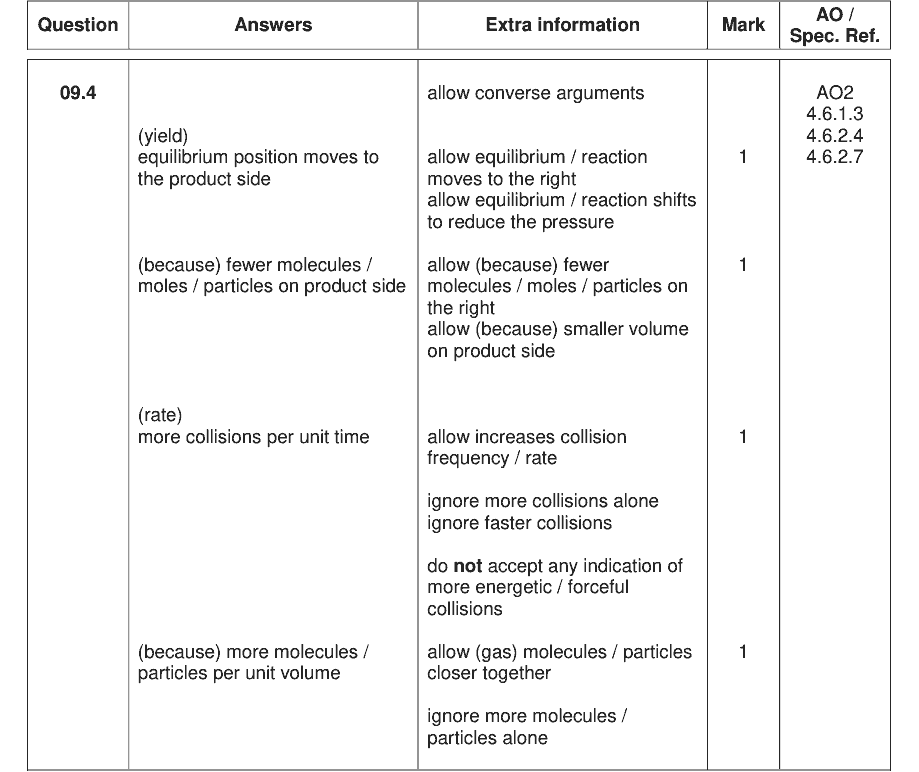 Question Answers Extra information Mark AO /
Spec. Ref.
09.4 allow converse arguments AO2
4.6.1.3
(yield) 4.6.2.4
equilibrium position moves to allow equilibrium / reaction 1 4.6.2.7
the product side moves to the right
allow equilibrium / reaction shifts
to reduce the pressure
(because) fewer molecules / allow (because) fewer 1
moles / particles on product side molecules / moles / particles on
the right
allow (because) smaller volume
on product side
(rate)
more collisions per unit time allow increases collision 1
frequency / rate
ignore more collisions alone
ignore faster collisions
do not accept any indication of
more energetic / forceful
collisions
(because) more molecules / allow (gas) molecules / particles 1
particles per unit volume closer together
ignore more molecules /
particles alone